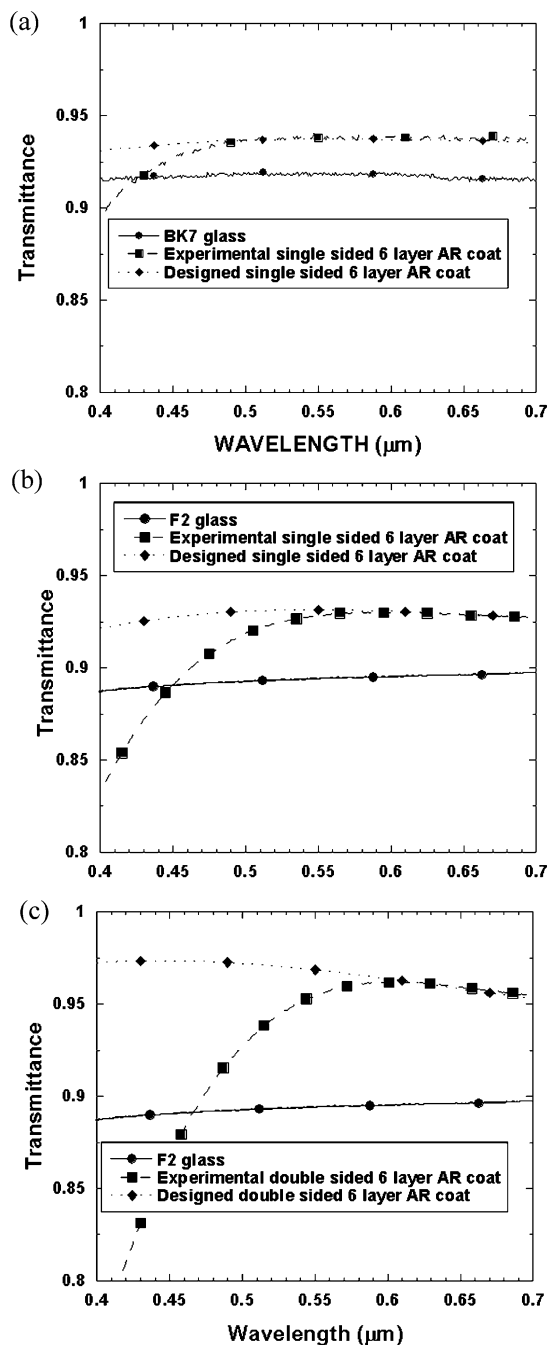 (a)
1
0.95
0.9
0.85
0.8
Transmittance
BK7 glass
Experimental single sided 6 layer AR coat
Designed single sided 6 layer AR coat
0.4 0.45 0.5 0.55 0.6 0.65 0.7
WAVELENGTH (µm)
(b)
1
0.95
0.9
0.85
0.8
Transmittance
F2 glass
Experimental single sided 6 layer AR coat
Designed single sided 6 layer AR coat
0.4 0.45 0.5 0.55 0.6 0.65 0.7
(c)
1
0.95
0.9
0.85
0.8
Transmittance
F2 glass
Experimental double sided 6 layer AR coat
Designed double sided 6 layer AR coat
0.4 0.45 0.5 0.55 0.6 0.65 0.7
Wavelength (µm)